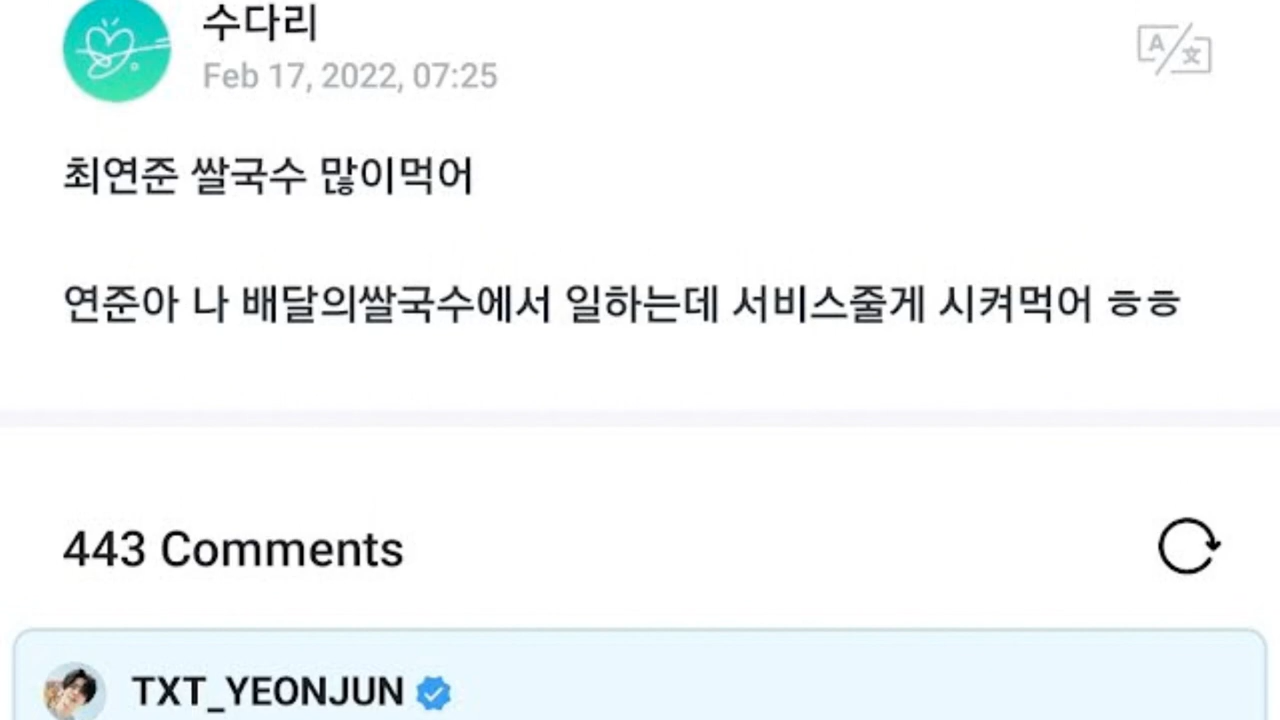 수다리
Feb 17, 2022, 07:25
최연준 쌀국수 많이먹어
연준아 나 배달의쌀국수에서 일하는데 서비스줄게 시켜먹어 ㅎㅎ
443 Comments
TXT_YEONJUN